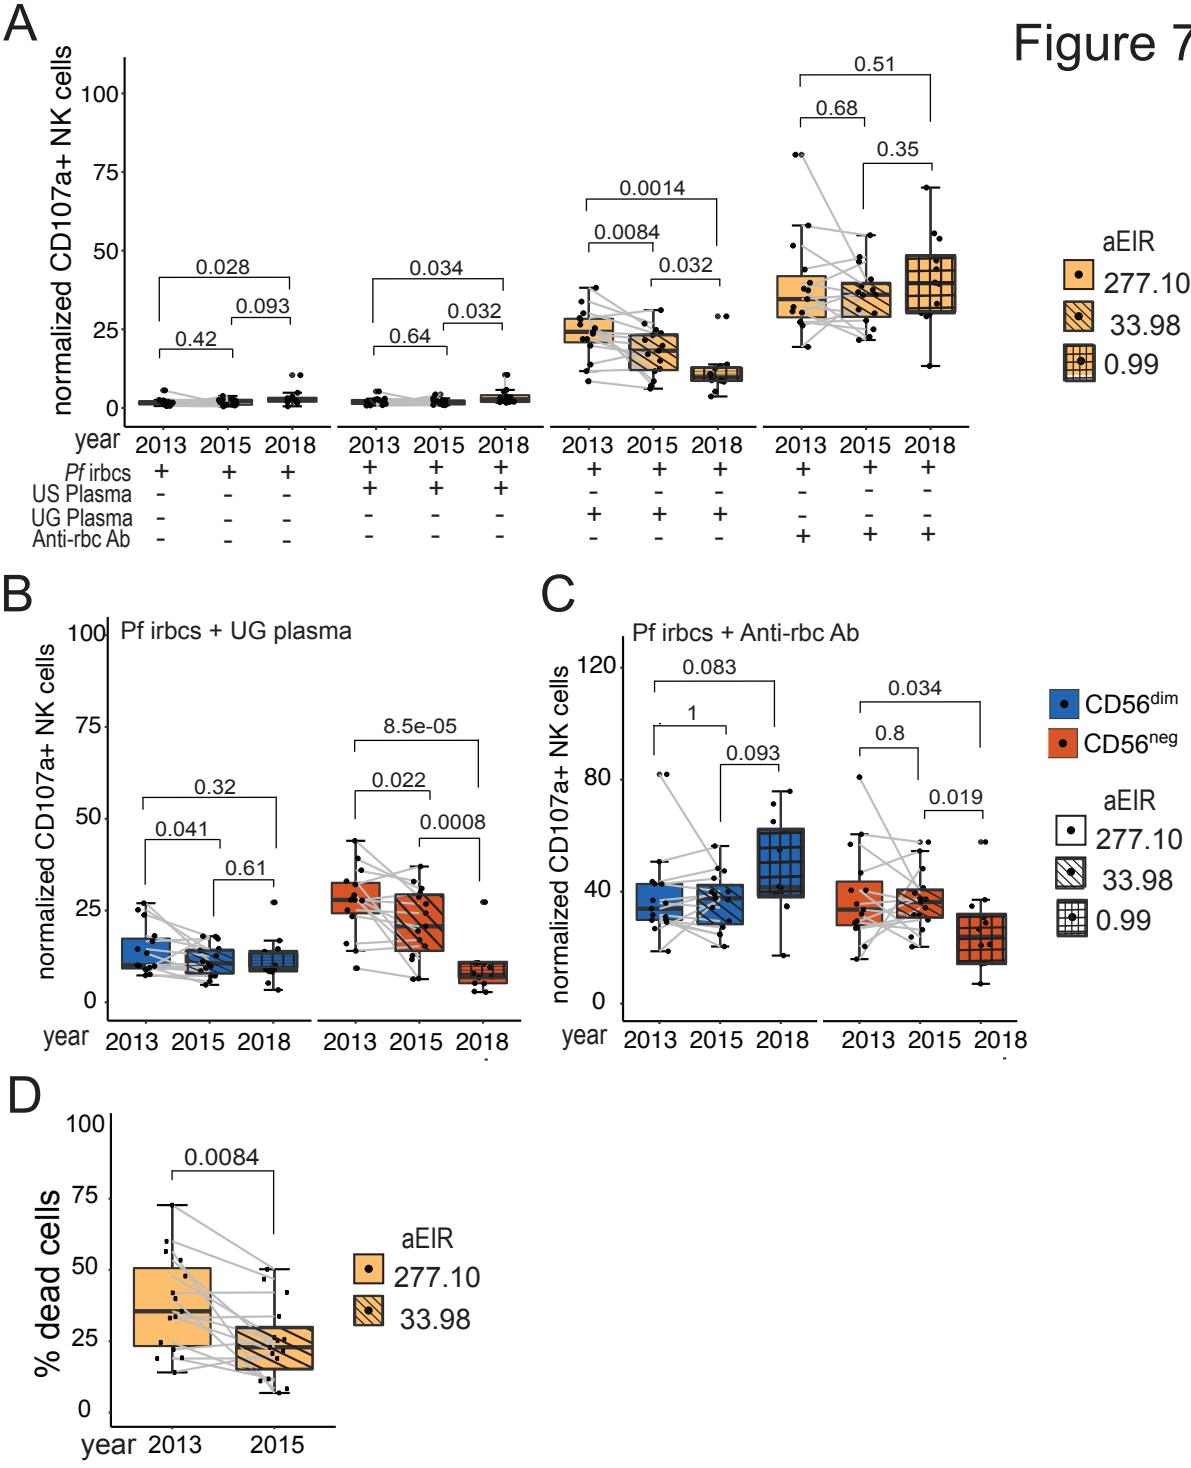 A
Figure 7
normalized CD107a+ NK cells
100
75
50
25
0
0.028
0.093
0.42
0.034
0.032
0.64
0.0014
0.0084
0.032
0.51
0.68
0.35
aEIR
277.10
33.98
0.99
year 2013 2015 2018 2013 2015 2018 2013 2015 2018 2013 2015 2018
Pf irbcs + + + + + + + + + + + +
US Plasma - - - + + + - - - - - -
UG Plasma - - - - - - + + + - - -
Anti-rbc Ab - - - - - - - - - + + +
B
Pf irbcs + UG plasma
normalized CD107a+ NK cells
100
75
50
25
0
0.32
0.041
0.61
8.5e-05
0.022
0.0008
year 2013 2015 2018 2013 2015 2018
C
Pf irbcs + Anti-rbc Ab
normalized CD107a+ NK cells
120
80
40
0
0.083
1
0.093
0.034
0.8
0.019
year 2013 2015 2018 2013 2015 2018
CD56dim
CD56neg
aEIR
277.10
33.98
0.99
D
% dead cells
100
75
50
25
0
0.0084
year 2013 2015
aEIR
277.10
33.98